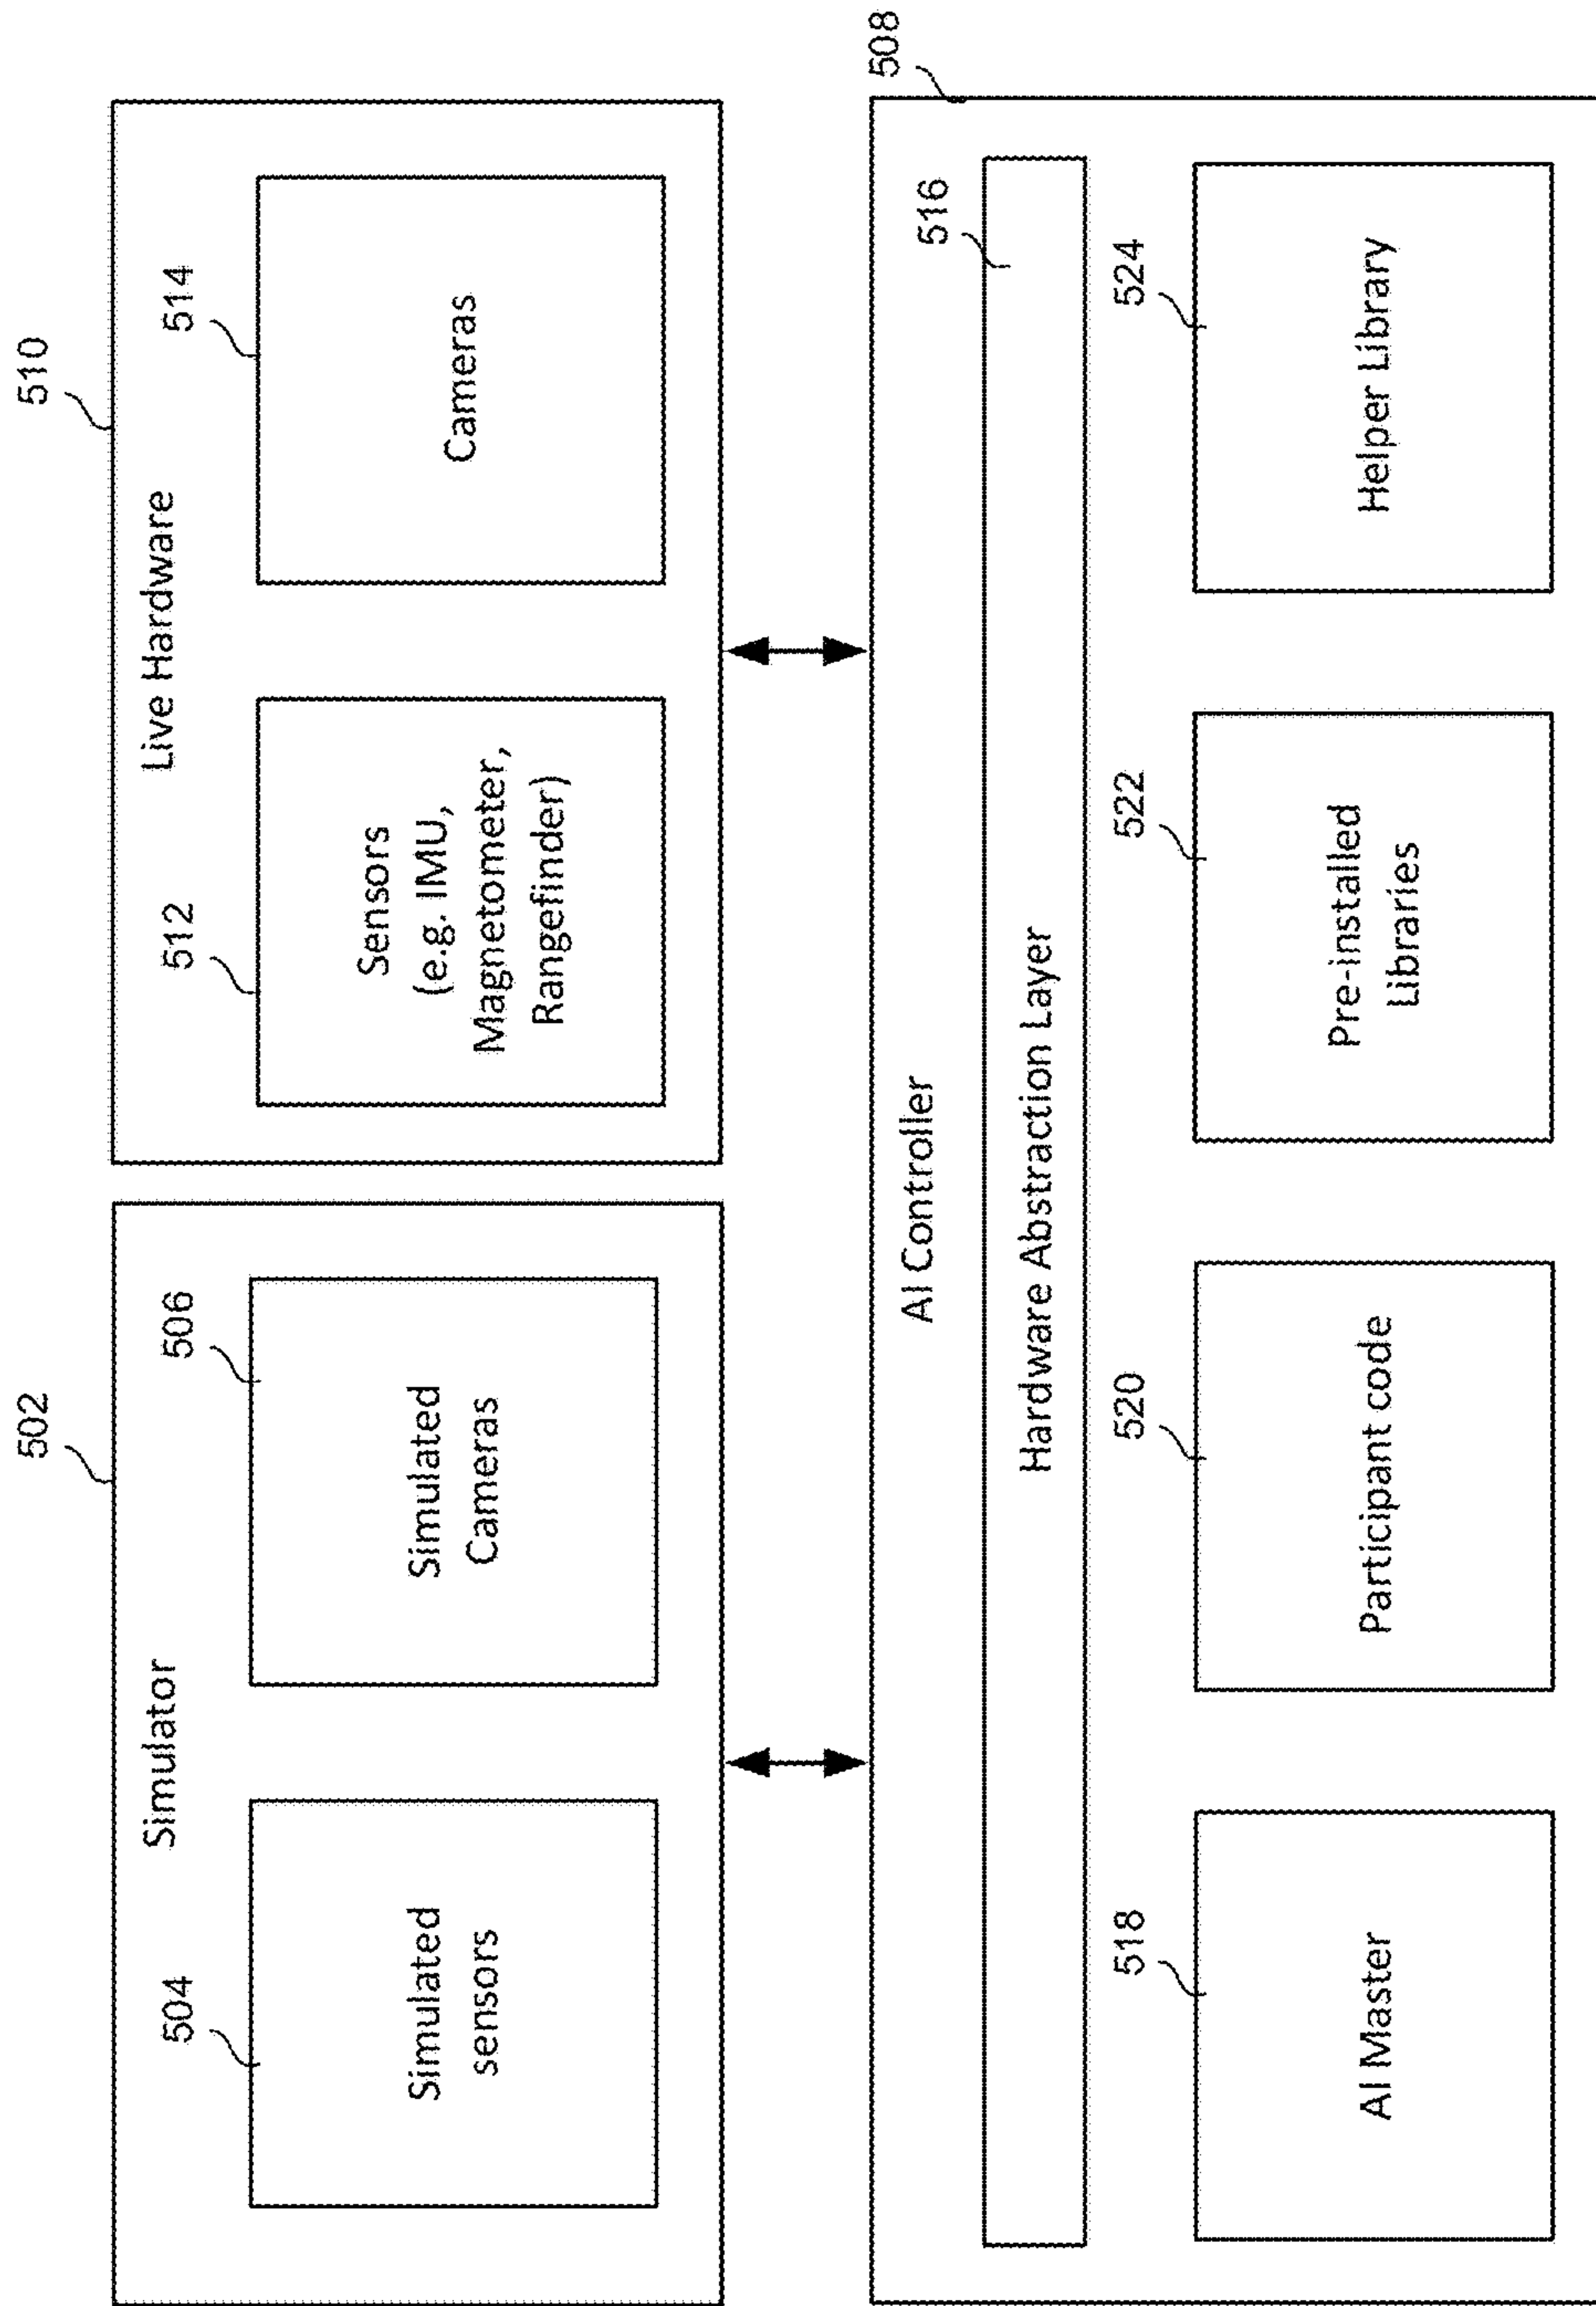 502
Simulator
504
Simulated
sensors
506
Simulated
Cameras
510
Live Hardware
512
Sensors
(e.g. IMU,
Magnetometer,
Rangefinder)
514
Cameras
508
AI Controller
516
Hardware Abstraction Layer
518
AI Master
520
Participant code
522
Pre-installed
Libraries
524
Helper Library